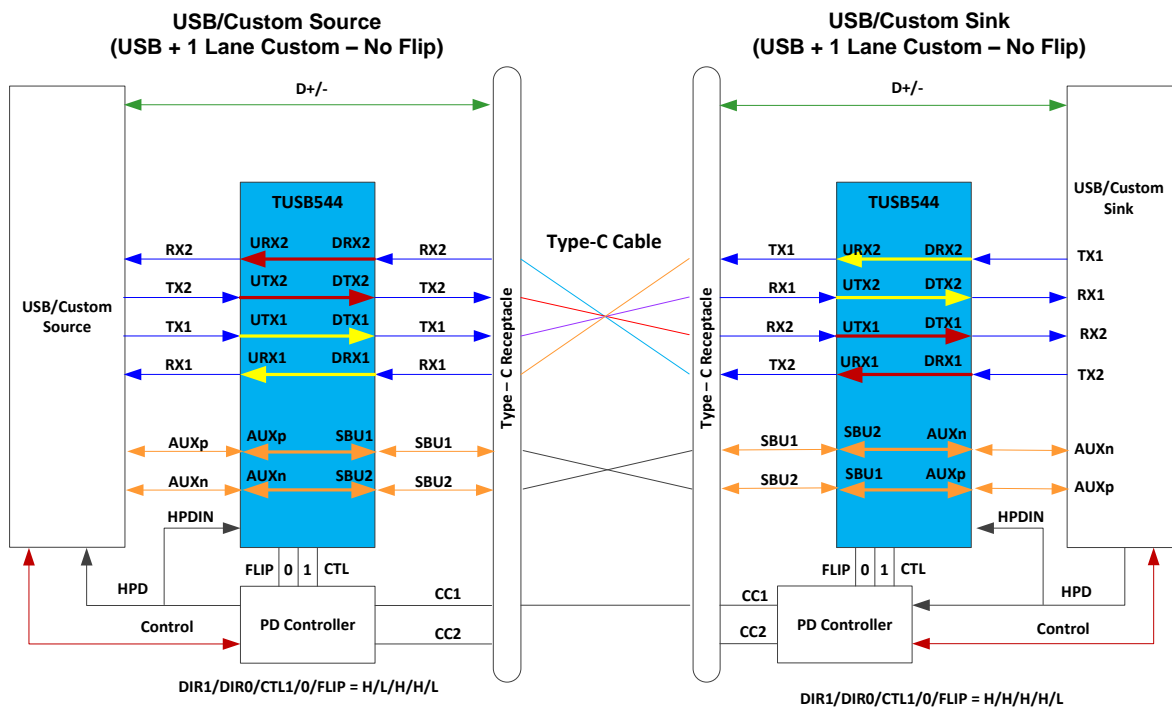 USB/Custom Source
(USB + 1 Lane Custom – No Flip)
USB/Custom Sink
(USB + 1 Lane Custom – No Flip)
D+/-
D+/-
TUSB544
TUSB544
USB/Custom
Sink
Type-C Cable
RX2
URX2
DRX2
RX2
TX1
URX2
DRX2
TX1
TX2
UTX2
DTX2
TX2
RX1
UTX2
DTX2
RX1
USB/Custom
Source
TX1
UTX1
DTX1
TX1
RX2
UTX1
DTX1
RX2
RX1
URX1
DRX1
RX1
TX2
URX1
DRX1
TX2
Type – C Receptacle
Type – C Receptacle
AUXp
AUXp
SBU1
SBU1
SBU1
SBU2
AUXn
AUXn
AUXn
AUXn
SBU2
SBU2
SBU2
SBU1
AUXp
AUXp
HPDIN
HPDIN
FLIP
0
1
CTL
FLIP
0
1
CTL
HPD
CC1
CC1
HPD
Control
PD Controller
CC2
CC2
PD Controller
Control
DIR1/DIR0/CTL1/0/FLIP = H/L/H/H/L
DIR1/DIR0/CTL1/0/FLIP = H/H/H/H/L